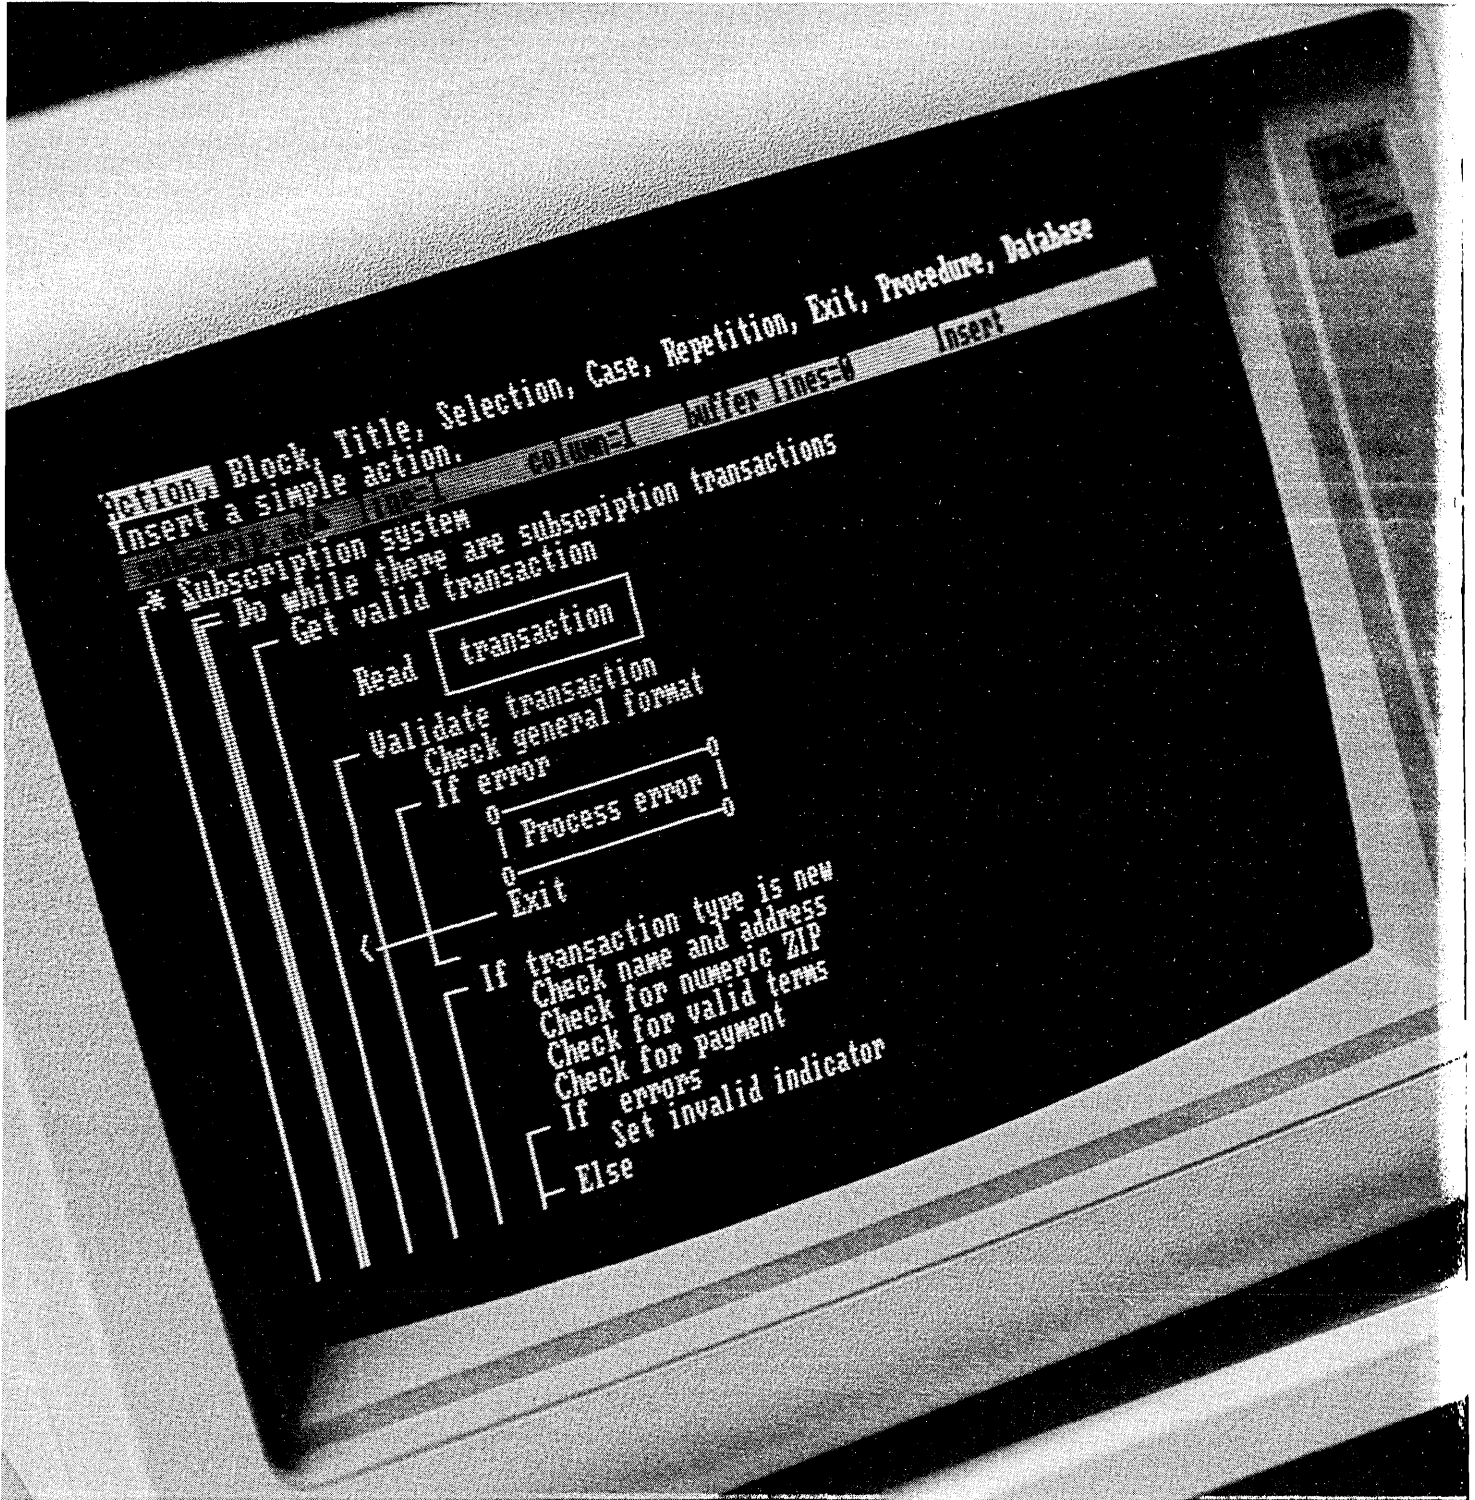 Action, Block, Title, Selection, Case, Repetition, Exit, Procedure, Database
Insert a simple action.
line=1 column=1 buffer lines=0 Insert
* Subscription system
Do while there are subscription transactions
Get valid transaction
Read transaction
Validate transaction
Check general format
If error
Process error
Exit
If transaction type is new
Check name and address
Check for numeric ZIP
Check for valid terms
Check for payment
If errors
Set invalid indicator
Else